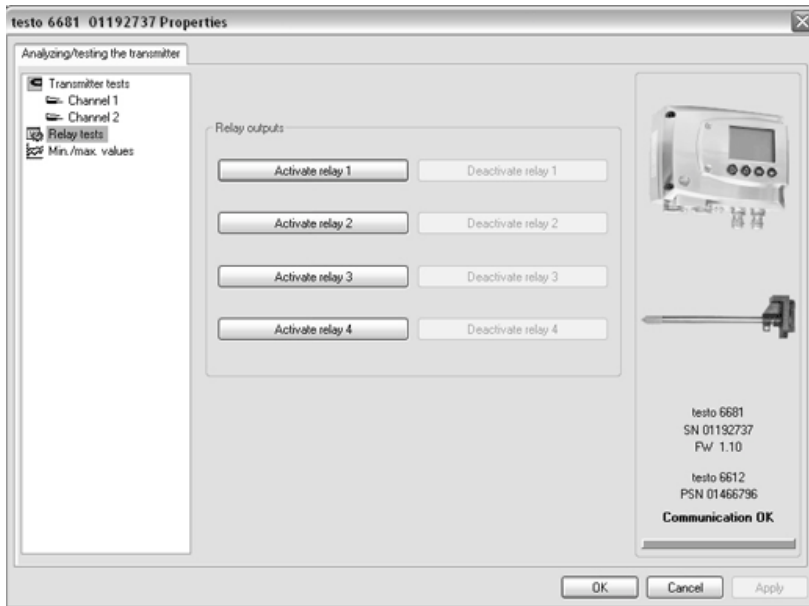 testo 6681 01192737 Properties
Analyzing/testing the transmitter
Transmitter tests
Channel 1
Channel 2
Relay tests
Min./max. values
Relay outputs
Activate relay 1
Deactivate relay 1
Activate relay 2
Deactivate relay 2
Activate relay 3
Deactivate relay 3
Activate relay 4
Deactivate relay 4
testo 6681
SN 01192737
FW 1.10
testo 6612
PSN 01466796
Communication OK
OK
Cancel
Apply